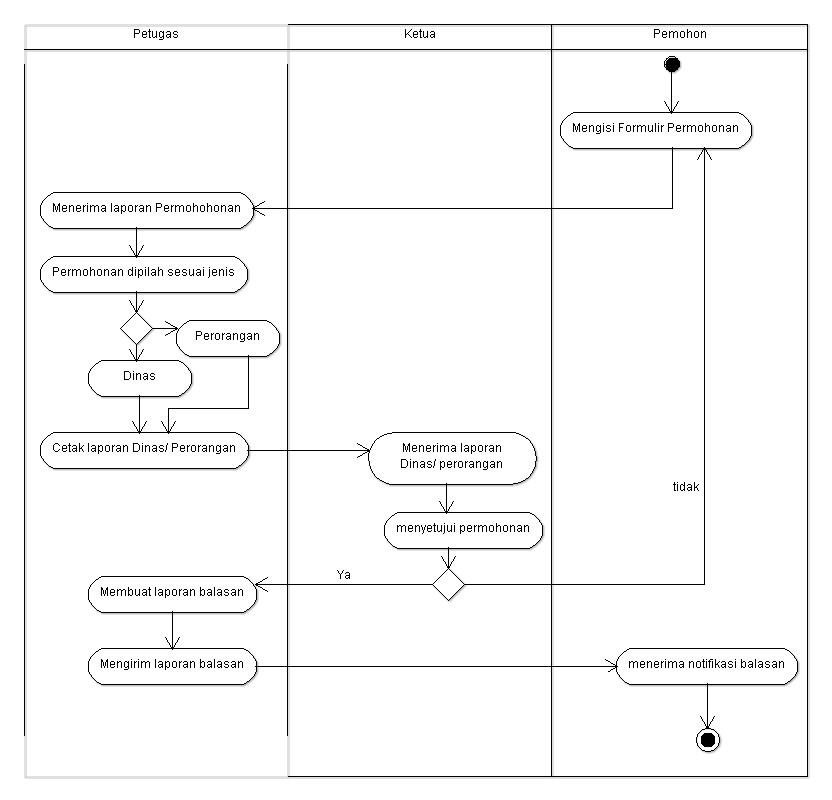 Petugas
Ketua
Pemohon
Mengisi Formulir Permohonan
Menerima laporan Permohohonan
Permohonan dipilah sesuai jenis
Perorangan
Dinas
Cetak laporan Dinas/ Perorangan
Menerima laporan
Dinas/ perorangan
tidak
menyetujui permohonan
Ya
Membuat laporan balasan
Mengirim laporan balasan
menerima notifikasi balasan